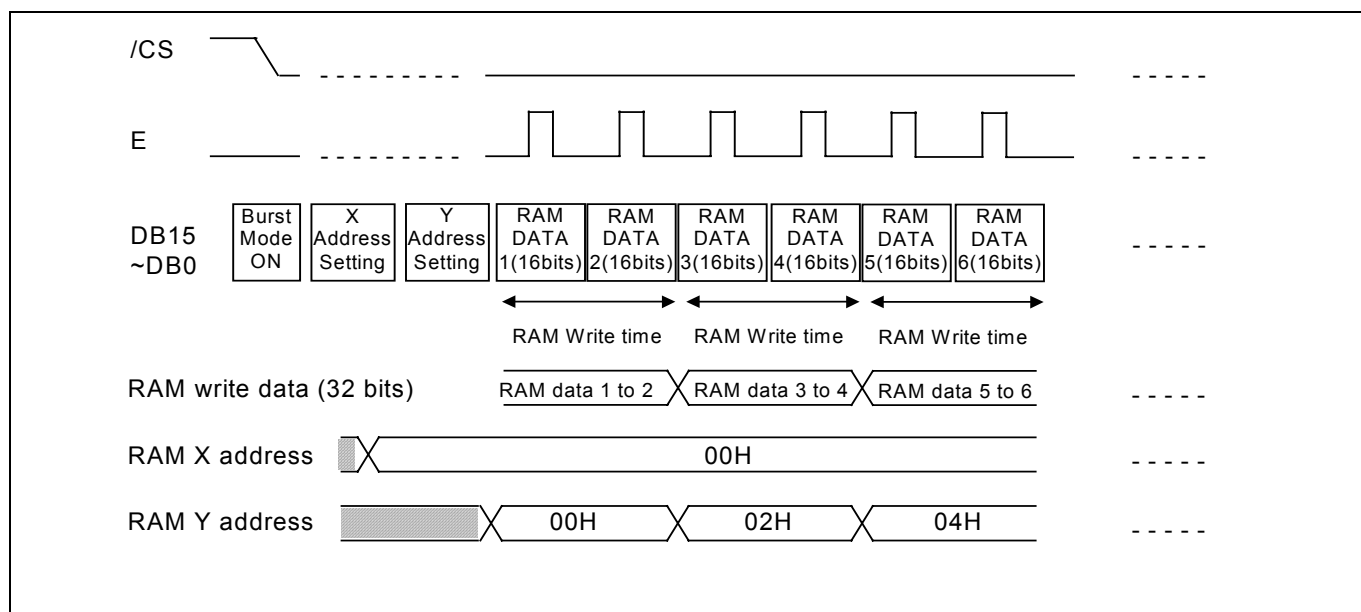 /CS
E
DB15
~DB0
Burst
Mode
ON
X
Address
Setting
Y
Address
Setting
RAM
DATA
1(16bits)
RAM
DATA
2(16bits)
RAM
DATA
3(16bits)
RAM
DATA
4(16bits)
RAM
DATA
5(16bits)
RAM
DATA
6(16bits)
RAM Write time RAM Write time RAM Write time
RAM write data (32 bits) RAM data 1 to 2 RAM data 3 to 4 RAM data 5 to 6
RAM X address 00H
RAM Y address 00H 02H 04H